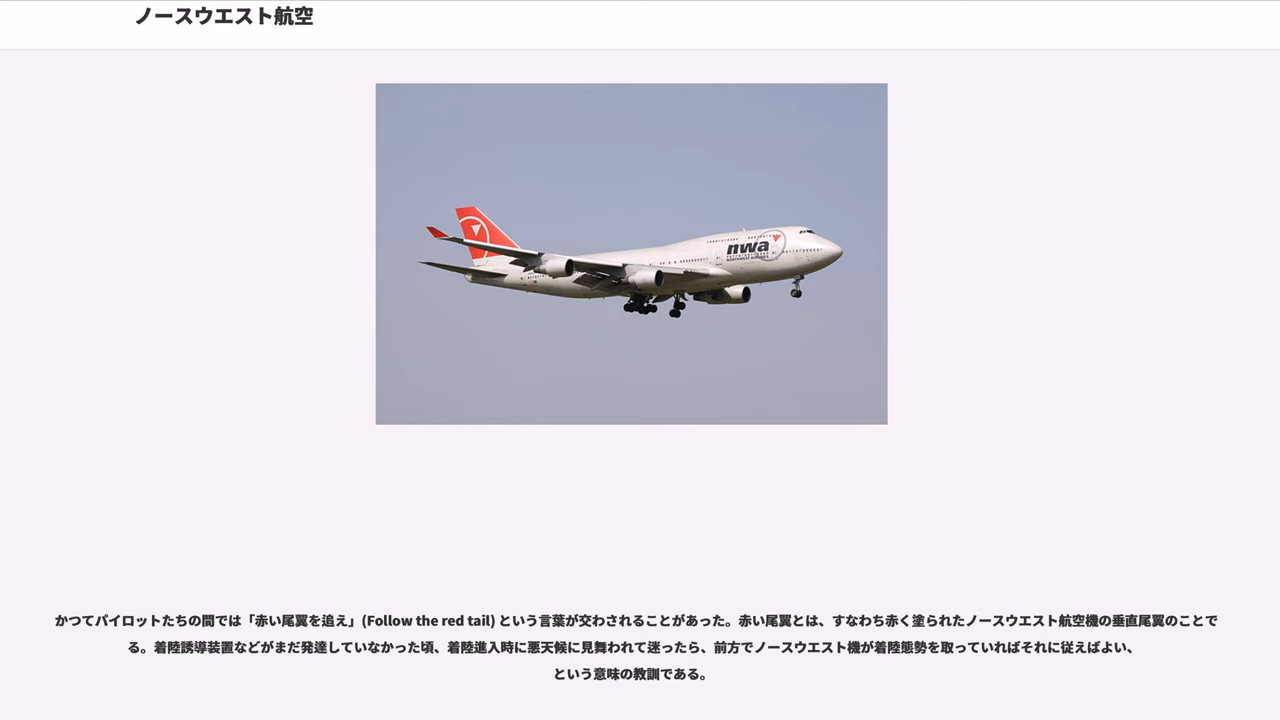 ノースウエスト航空
nwa
かつてパイロットたちの間では「赤い尾翼を追え」(Follow the red tail) という言葉が交わされることがあった。赤い尾翼とは、すなわち赤く塗られたノースウエスト航空機の垂直尾翼のことで
る。着陸誘導装置などがまだ発達していなかった頃、着陸進入時に悪天候に見舞われて迷ったら、前方でノースウエスト機が着陸態勢を取っていればそれに従えばよい、
という意味の教訓である。